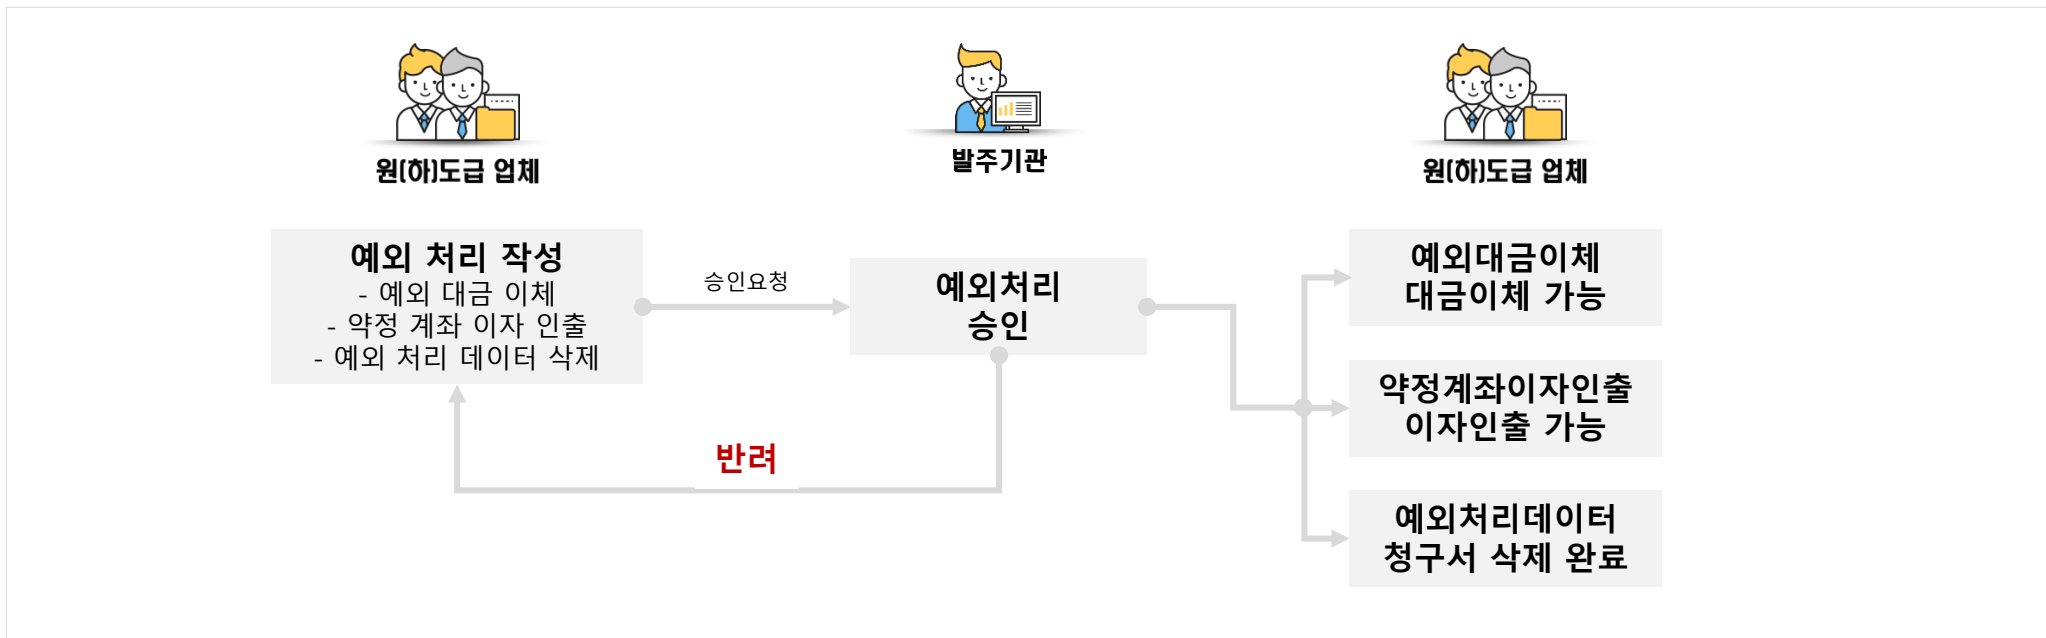 원(하)도급 업체
발주기관
원(하)도급 업체
예외 처리 작성
- 예외 대금 이체
- 약정 계좌 이자 인출
- 예외 처리 데이터 삭제
승인요청
예외처리
승인
반려
예외대금이체
대금이체 가능
약정계좌이자인출
이자인출 가능
예외처리데이터
청구서 삭제 완료